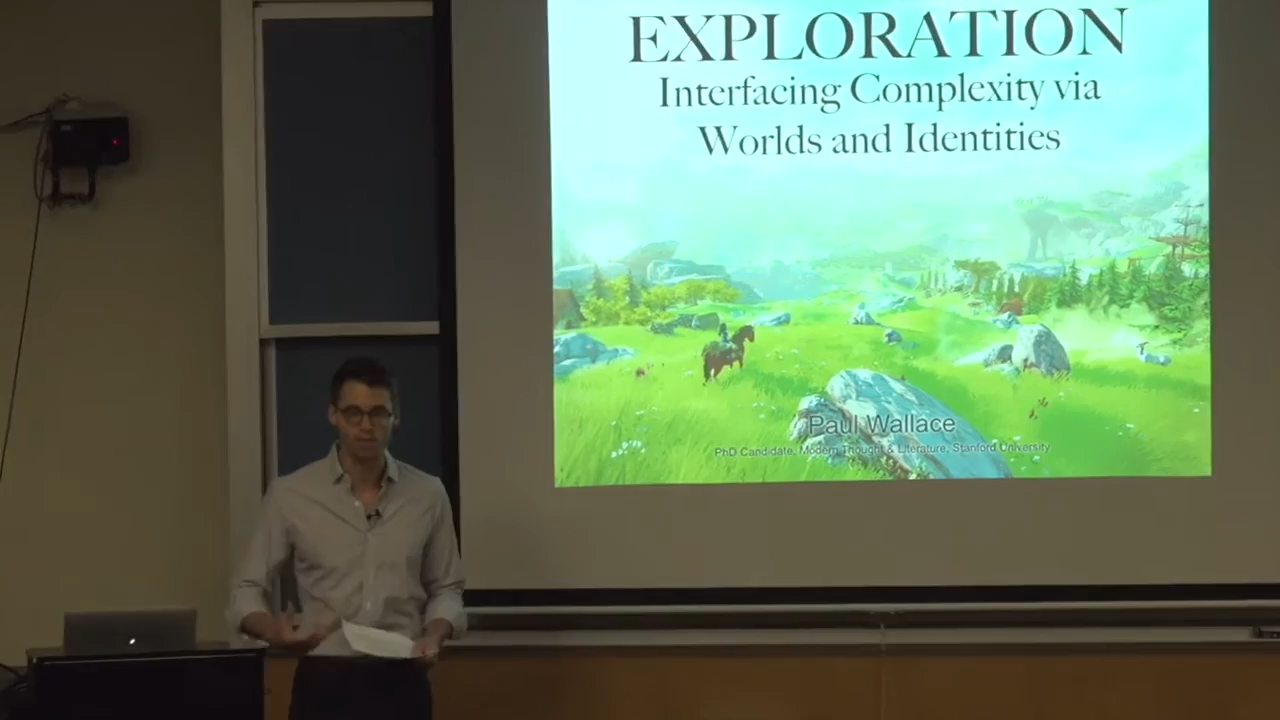 EXPLORATION
Interfacing Complexity via
Worlds and Identities
Paul Wallace
PhD Candidate, Modern Thought & Literature, Stanford University